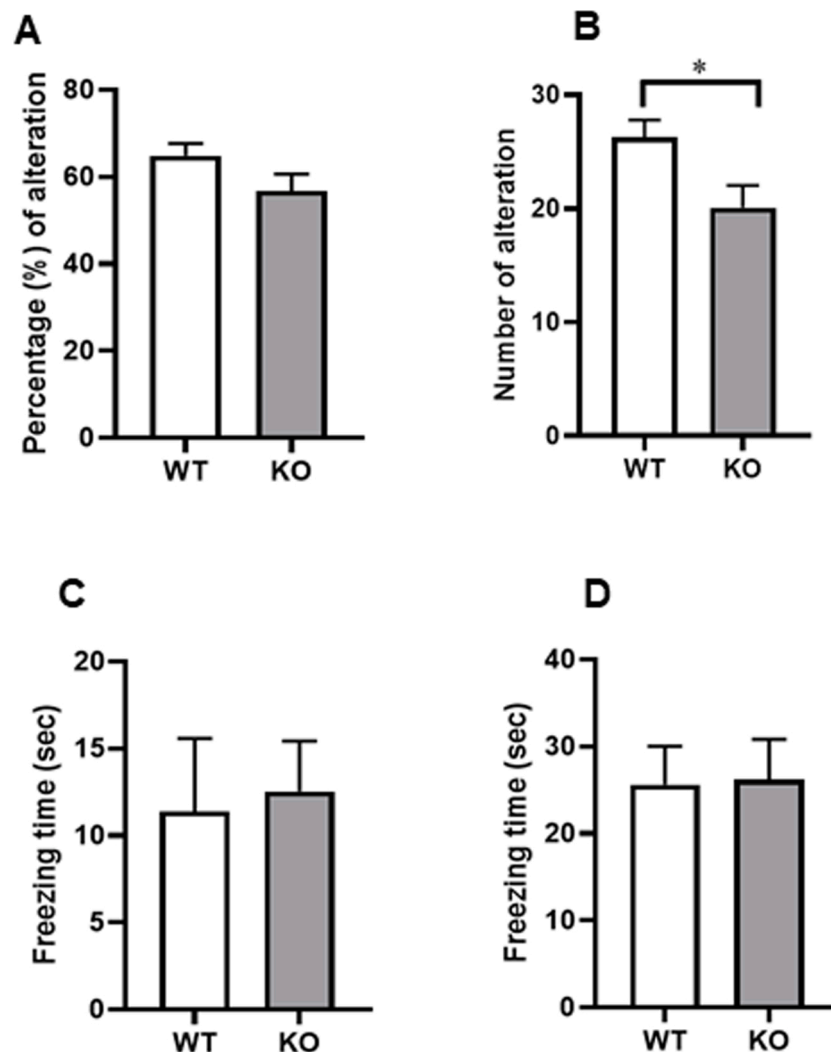 A
Percentage (%) of alteration
80
60
40
20
0
WT KO
B
*
Number of alteration
30
20
10
0
WT KO
C
Freezing time (sec)
20
15
10
5
0
WT KO
D
Freezing time (sec)
40
30
20
10
0
WT KO